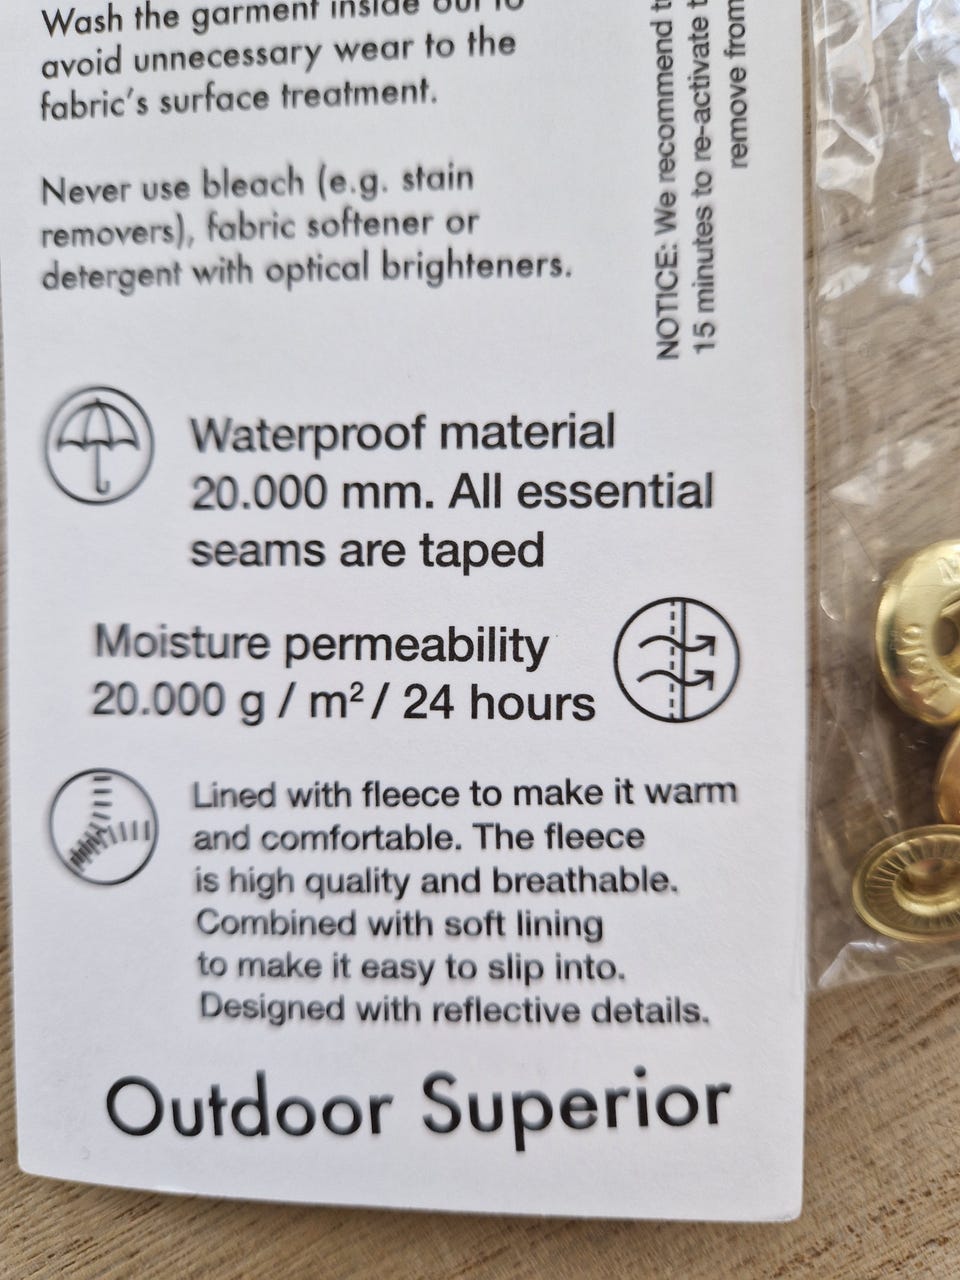 Wash the garment inside out to
avoid unnecessary wear to the
fabric's surface treatment.
Never use bleach (e.g. stain
removers), fabric softener or
detergent with optical brighteners.
NOTICE: We recommend
15 minutes to re-activate
remove from
Waterproof material
20.000 mm. All essential
seams are taped
Moisture permeability
20.000 g / m² / 24 hours
Lined with fleece to make it warm
and comfortable. The fleece
is high quality and breathable.
Combined with soft lining
to make it easy to slip into.
Designed with reflective details.
Outdoor Superior